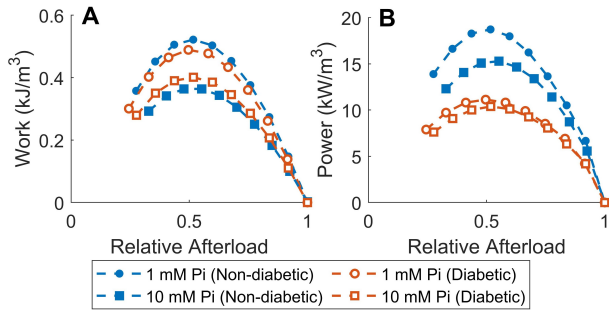 A
B
Work (kJ/m³)
0.6
0.4
0.2
0
0
0.5
1
Relative Afterload
Power (kW/m³)
20
15
10
5
0
0
0.5
1
Relative Afterload
1 mM Pi (Non-diabetic)
1 mM Pi (Diabetic)
10 mM Pi (Non-diabetic)
10 mM Pi (Diabetic)